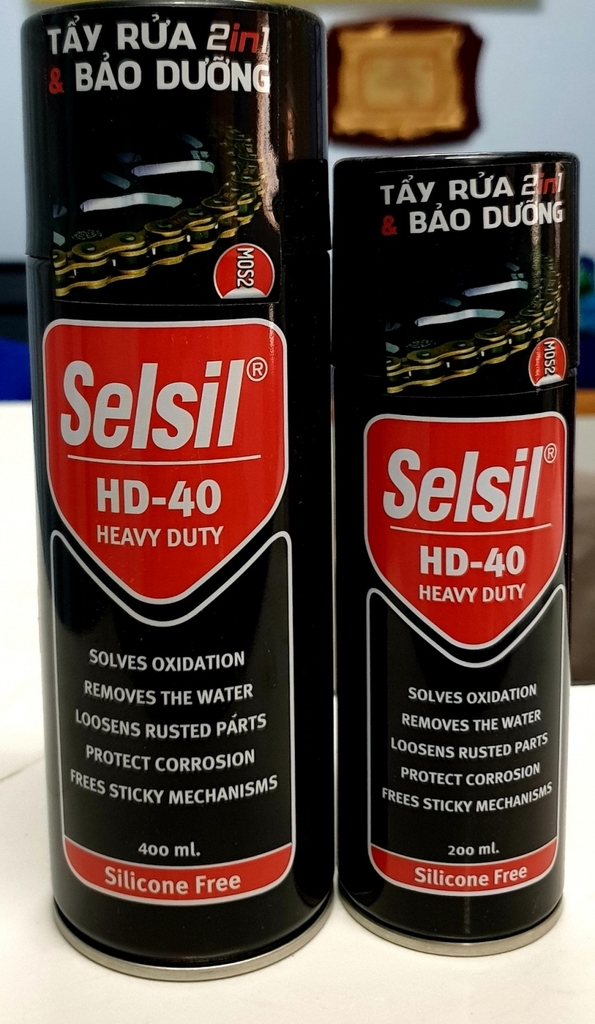 TẨY RỬA 2in1
& BẢO DƯỠNG
MOS2
Selsil®
HD-40
HEAVY DUTY
SOLVES OXIDATION
REMOVES THE WATER
LOOSENS RUSTED PARTS
PROTECT CORROSION
FREES STICKY MECHANISMS
400 ml.
Silicone Free
TẨY RỬA 2in1
& BẢO DƯỠNG
MOS2
Selsil®
HD-40
HEAVY DUTY
SOLVES OXIDATION
REMOVES THE WATER
LOOSENS RUSTED PARTS
PROTECT CORROSION
FREES STICKY MECHANISMS
200 ml.
Silicone Free